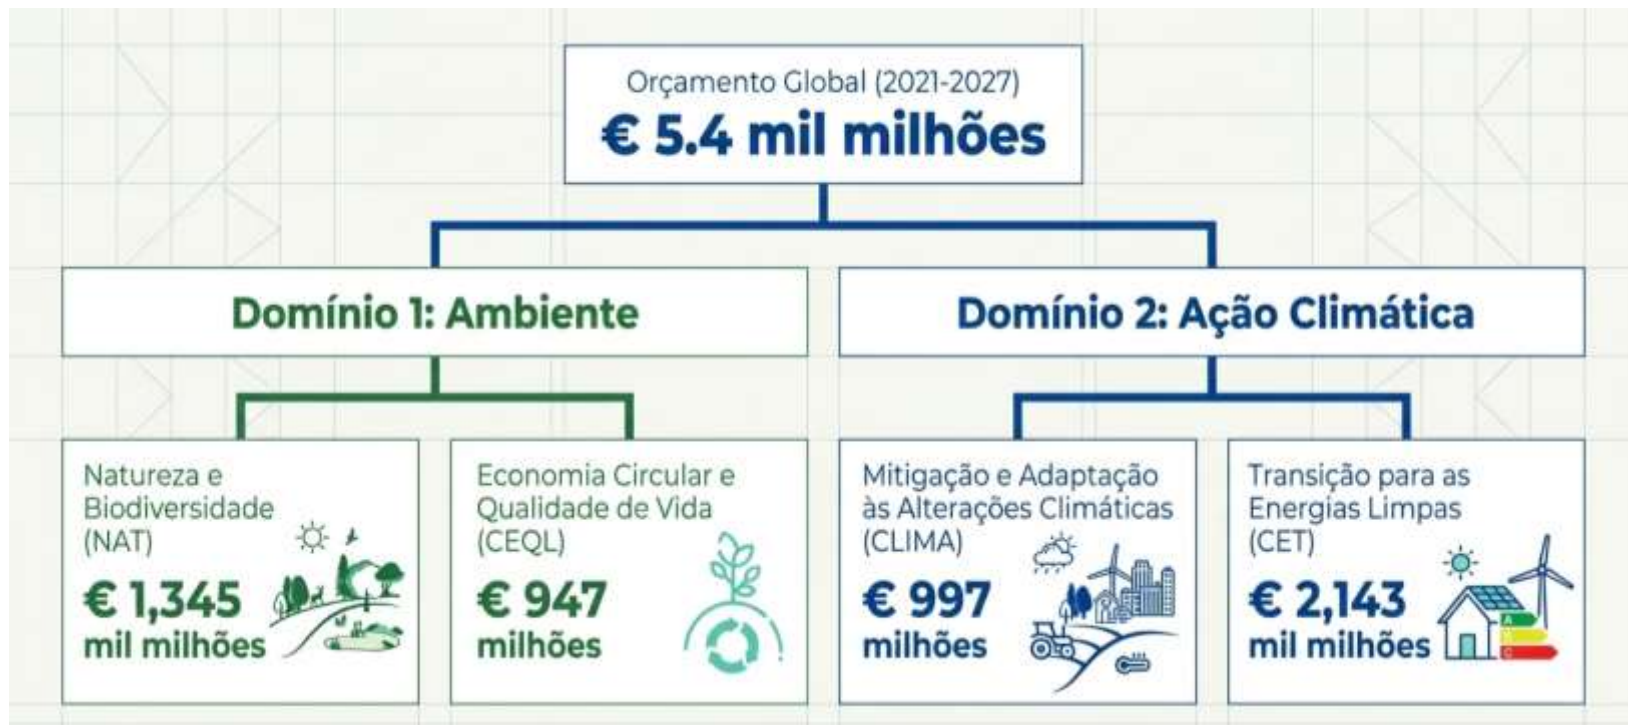 Orçamento Global (2021-2027)
€ 5.4 mil milhões
Domínio 1: Ambiente
Domínio 2: Ação Climática
Natureza e
Biodiversidade
(NAT)
€ 1,345
mil milhões
Economia Circular e
Qualidade de Vida
(CEQL)
€ 947
milhões
Mitigação e Adaptação
às Alterações Climáticas
(CLIMA)
€ 997
milhões
Transição para as
Energias Limpas
(CET)
€ 2,143
mil milhões
A
C